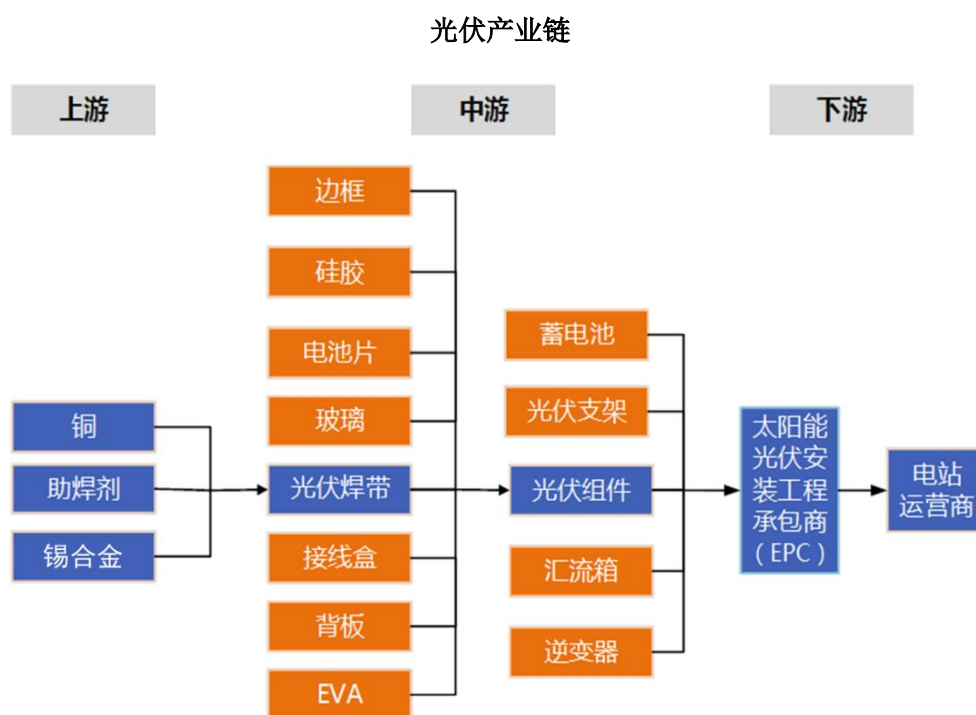 光伏产业链
上游
中游
下游
铜
助焊剂
锡合金
边框
硅胶
电池片
玻璃
光伏焊带
接线盒
背板
EVA
蓄电池
光伏支架
光伏组件
汇流箱
逆变器
太阳能
光伏安
装工程
承包商
（EPC）
电站
运营商